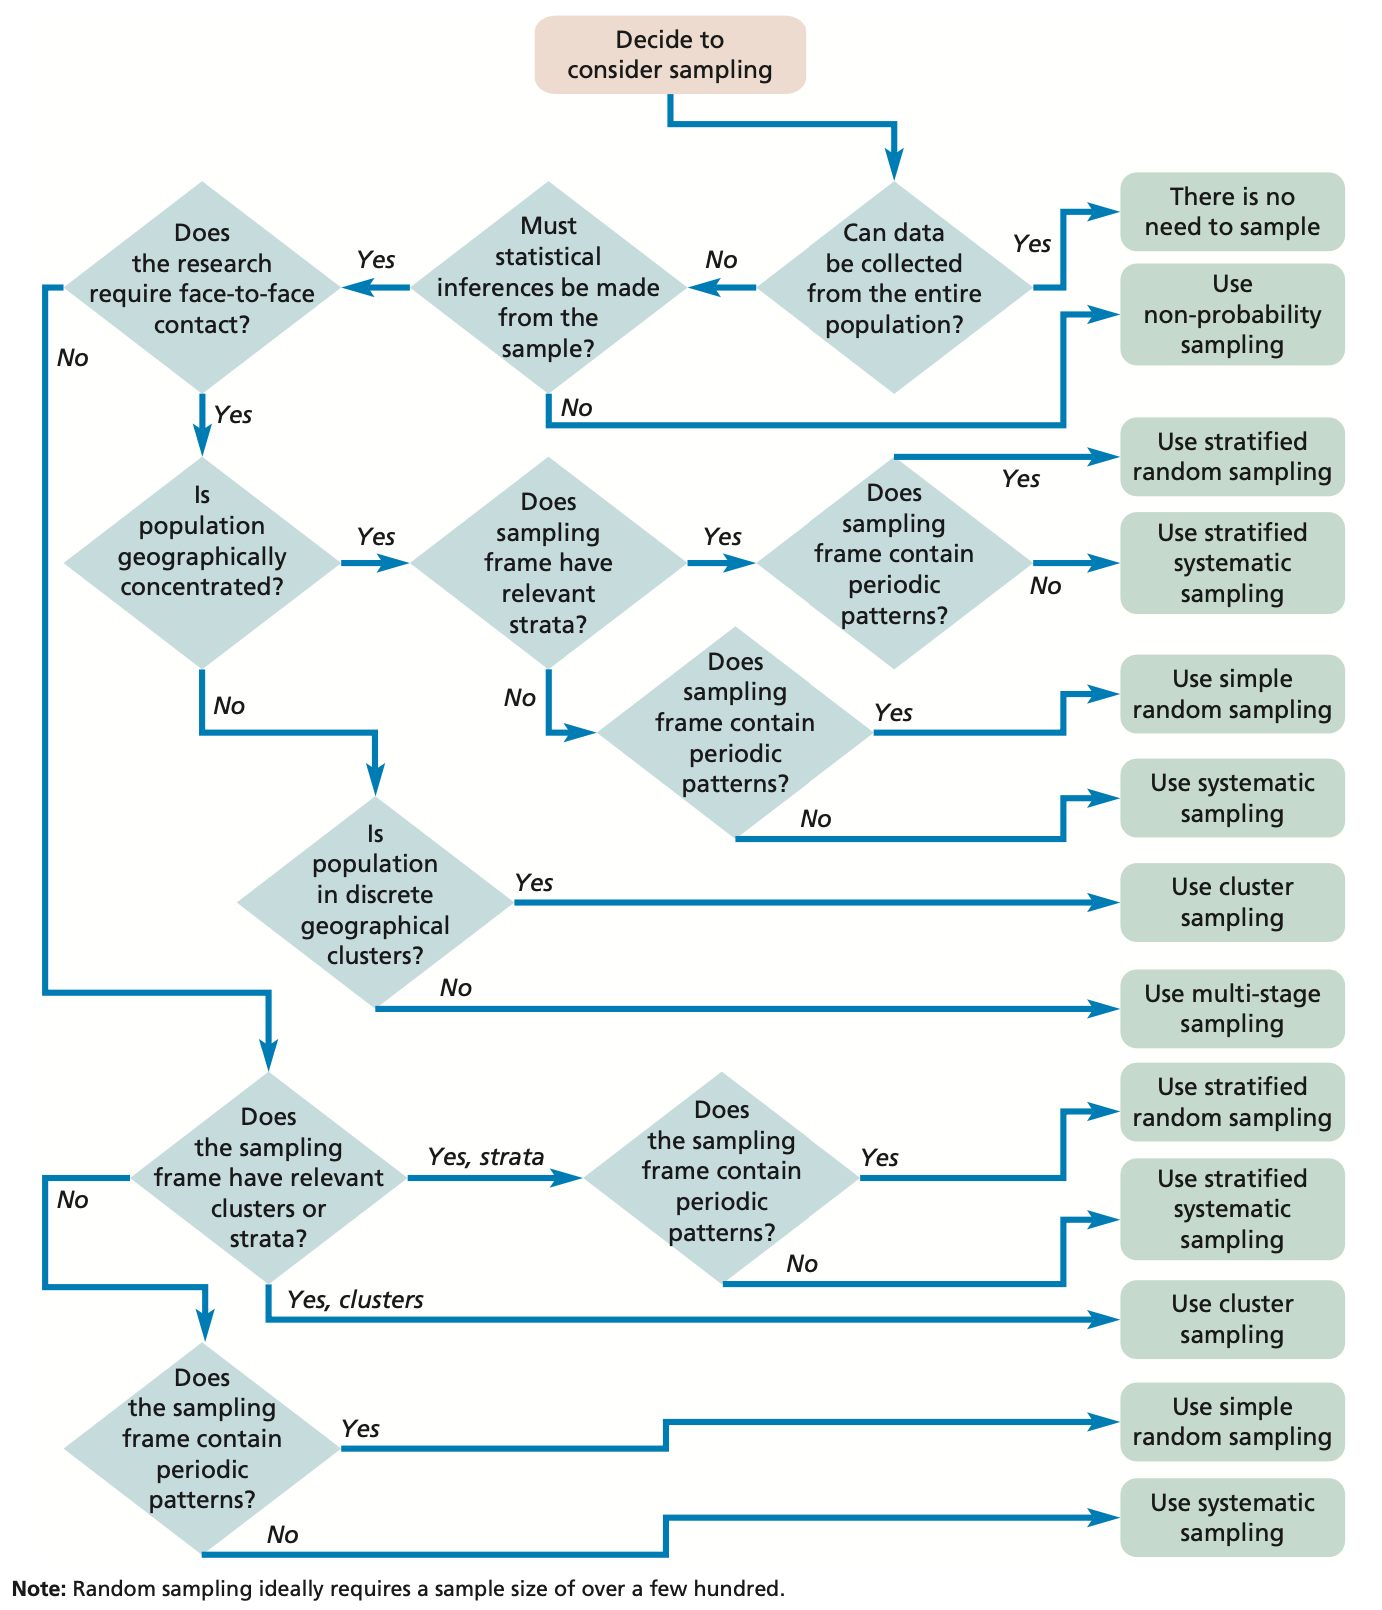 Decide to
consider sampling
Can data
be collected
from the entire
population?
Yes
There is no
need to sample
No
Must
statistical
inferences be made
from the
sample?
No
Use
non-probability
sampling
Yes
Does
the research
require face-to-face
contact?
No
Yes
Is
population
geographically
concentrated?
Yes
Does
sampling
frame have
relevant
strata?
Yes
Does
sampling
frame contain
periodic
patterns?
Yes
Use stratified
random sampling
No
Use stratified
systematic
sampling
No
Does
sampling
frame contain
periodic
patterns?
Yes
Use simple
random sampling
No
Use systematic
sampling
No
Is
population
in discrete
geographical
clusters?
Yes
Use cluster
sampling
No
Use multi-stage
sampling
Does
the sampling
frame have relevant
clusters or
strata?
Yes, strata
Does
the sampling
frame contain
periodic
patterns?
Yes
Use stratified
random sampling
No
Use stratified
systematic
sampling
Yes, clusters
Use cluster
sampling
No
Does
the sampling
frame contain
periodic
patterns?
Yes
Use simple
random sampling
No
Use systematic
sampling
Note: Random sampling ideally requires a sample size of over a few hundred.